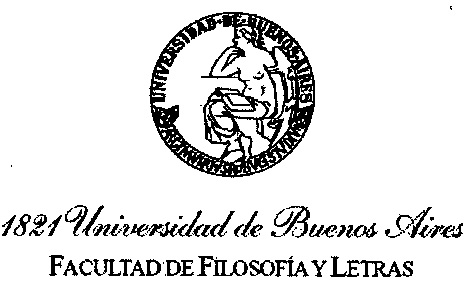 UNIVERSIDAD·DE·BUENOS·AIRES
1821 Universidad de Buenos Aires
FACULTAD DE FILOSOFÍA Y LETRAS